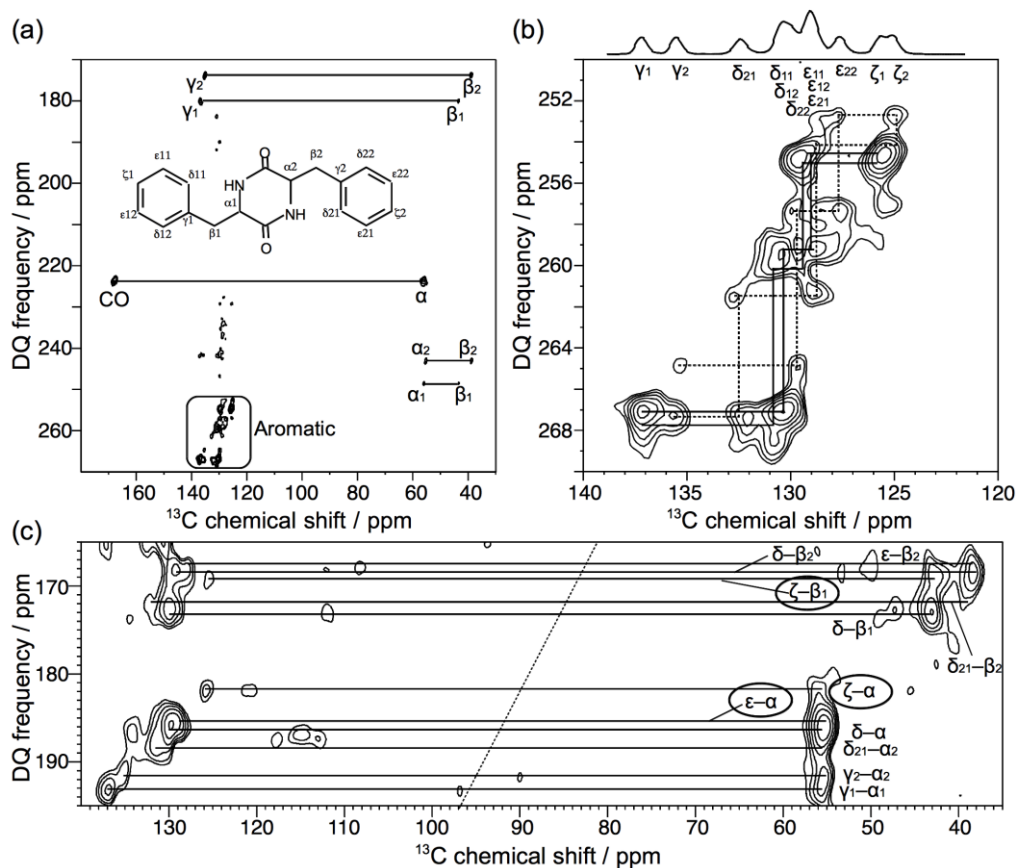 (a)
DQ frequency / ppm
180
200
220
240
260
γ2
β2
γ1
β1
ε11
δ11
ζ1
ε12
δ12
γ1
α1
β1
O
NH
α2
NH
O
β2
γ2
δ22
ε22
δ21
ζ2
ε21
CO
α
α2
β2
α1
β1
Aromatic
160
140
120
100
80
60
40
13C chemical shift / ppm
(b)
γ1
γ2
δ21
δ11
δ12
δ22
ε11
ε12
ε21
ε22
ζ1
ζ2
DQ frequency / ppm
252
256
260
264
268
140
135
130
125
120
13C chemical shift / ppm
(c)
DQ frequency / ppm
170
180
190
δ–β2
ε–β2
ζ–β1
δ–β1
δ21–β2
ζ–α
ε–α
δ–α
δ21–α2
γ2–α2
γ1–α1
130
120
110
100
90
80
70
60
50
40
13C chemical shift / ppm